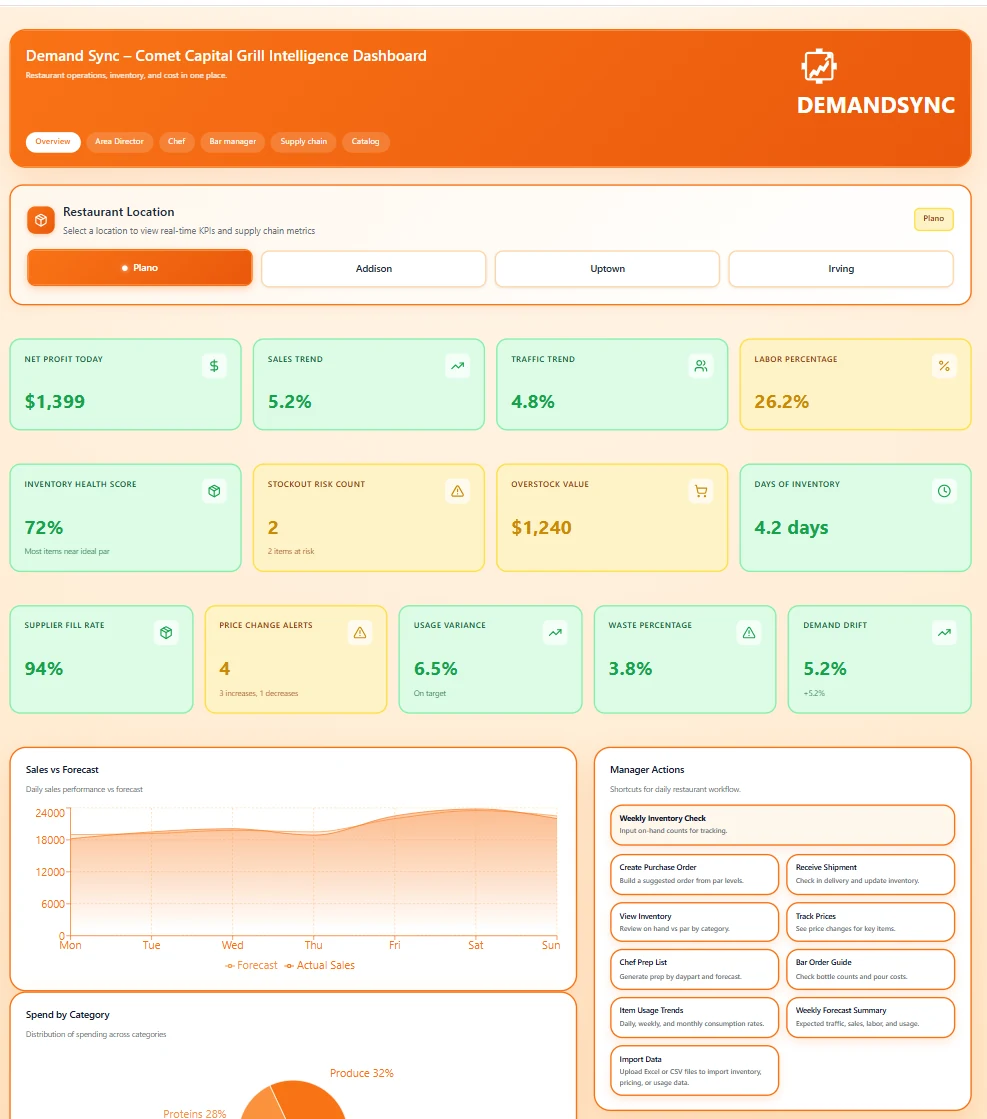 Demand Sync – Comet Capital Grill Intelligence Dashboard
Restaurant operations, inventory, and cost in one place.
DEMANDSYNC
Overview
Area Director
Chef
Bar manager
Supply chain
Catalog
Restaurant Location
Select a location to view real-time KPIs and supply chain metrics
Plano
Plano
Addison
Uptown
Irving
NET PROFIT TODAY
$
$1,399
SALES TREND
5.2%
TRAFFIC TREND
4.8%
LABOR PERCENTAGE
%
26.2%
INVENTORY HEALTH SCORE
72%
Most items near ideal par
STOCKOUT RISK COUNT
2
2 items at risk
OVERSTOCK VALUE
$1,240
DAYS OF INVENTORY
4.2 days
SUPPLIER FILL RATE
94%
PRICE CHANGE ALERTS
4
3 increases, 1 decreases
USAGE VARIANCE
6.5%
On target
WASTE PERCENTAGE
3.8%
DEMAND DRIFT
5.2%
+5.2%
Sales vs Forecast
Daily sales performance vs forecast
24000
18000
12000
6000
0
Mon
Tue
Wed
Thu
Fri
Sat
Sun
Forecast
Actual Sales
Spend by Category
Distribution of spending across categories
Produce 32%
Proteins 28%
Manager Actions
Shortcuts for daily restaurant workflow.
Weekly Inventory Check
Input on-hand counts for tracking.
Create Purchase Order
Build a suggested order from par levels.
Receive Shipment
Check in delivery and update inventory.
View Inventory
Review on hand vs par by category.
Track Prices
See price changes for key items.
Chef Prep List
Generate prep by daypart and forecast.
Bar Order Guide
Check bottle counts and pour costs.
Item Usage Trends
Daily, weekly, and monthly consumption rates.
Weekly Forecast Summary
Expected traffic, sales, labor, and usage.
Import Data
Upload Excel or CSV files to import inventory,
pricing, or usage data.